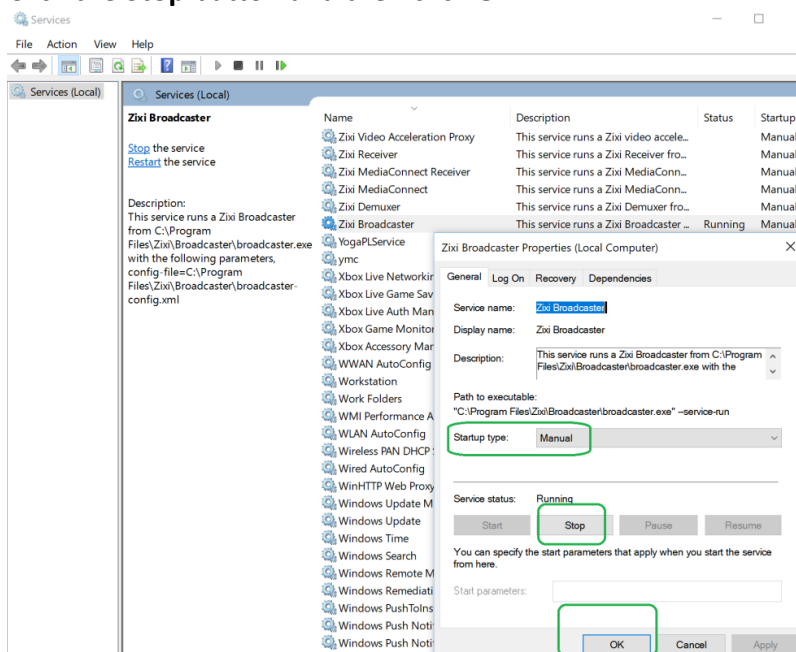 Services
File Action View Help
Services (Local)
Services (Local)
Zixi Broadcaster
Stop the service
Restart the service
Description:
This service runs a Zixi Broadcaster
from C:\Program
Files\Zixi\Broadcaster\broadcaster.exe
with the following parameters,
config-file=C:\Program
Files\Zixi\Broadcaster\broadcaster-
config.xml
Name Description Status Startup
Zixi Video Acceleration Proxy This service runs a Zixi video accele... Manual
Zixi Receiver This service runs a Zixi Receiver fro... Manual
Zixi MediaConnect Receiver This service runs a Zixi MediaConn... Manual
Zixi MediaConnect This service runs a Zixi MediaConn... Manual
Zixi Demuxer This service runs a Zixi Demuxer fro... Manual
Zixi Broadcaster This service runs a Zixi Broadcaster ... Running Manual
YogaPLService
ymc
Xbox Live Networkin
Xbox Live Game Sav
Xbox Live Auth Man
Xbox Game Monitor
Xbox Accessory Man
WWAN AutoConfig
Workstation
Work Folders
WMI Performance A
WLAN AutoConfig
Wireless PAN DHCP
Wired AutoConfig
WinHTTP Web Proxy
Windows Update M
Windows Update
Windows Time
Windows Search
Windows Remote M
Windows Remediati
Windows PushToIns
Windows Push Noti
Windows Push Noti
Zixi Broadcaster Properties (Local Computer)
General Log On Recovery Dependencies
Service name: Zixi Broadcaster
Display name: Zixi Broadcaster
Description: This service runs a Zixi Broadcaster from C:\Program
Files\Zixi\Broadcaster\broadcaster.exe with the
Path to executable:
"C:\Program Files\Zixi\Broadcaster\broadcaster.exe" --service-run
Startup type: Manual
Service status: Running
Start Stop Pause Resume
You can specify the start parameters that apply when you start the service
from here.
Start parameters:
OK Cancel Apply